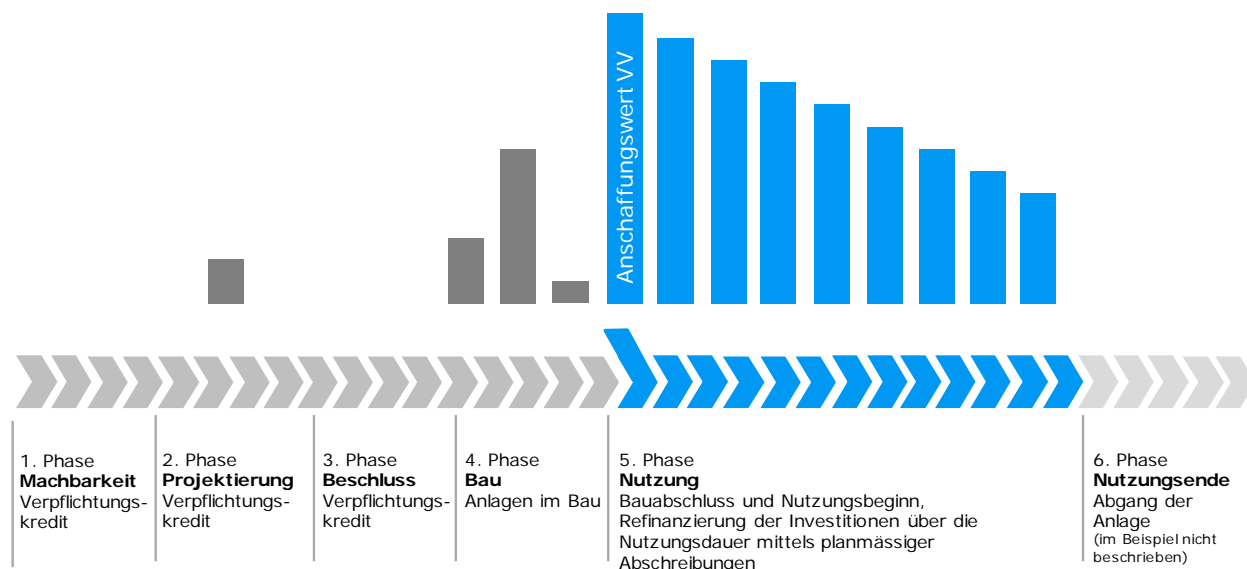 Anschaffungswert VV
1. Phase
Machbarkeit
Verpflichtungs-
kredit
2. Phase
Projektierung
Verpflichtungs-
kredit
3. Phase
Beschluss
Verpflichtungs-
kredit
4. Phase
Bau
Anlagen im Bau
5. Phase
Nutzung
Bauabschluss und Nutzungsbeginn,
Refinanzierung der Investitionen über die
Nutzungsdauer mittels planmässiger
Abschreibungen
6. Phase
Nutzungsende
Abgang der
Anlage
(im Beispiel nicht
beschrieben)